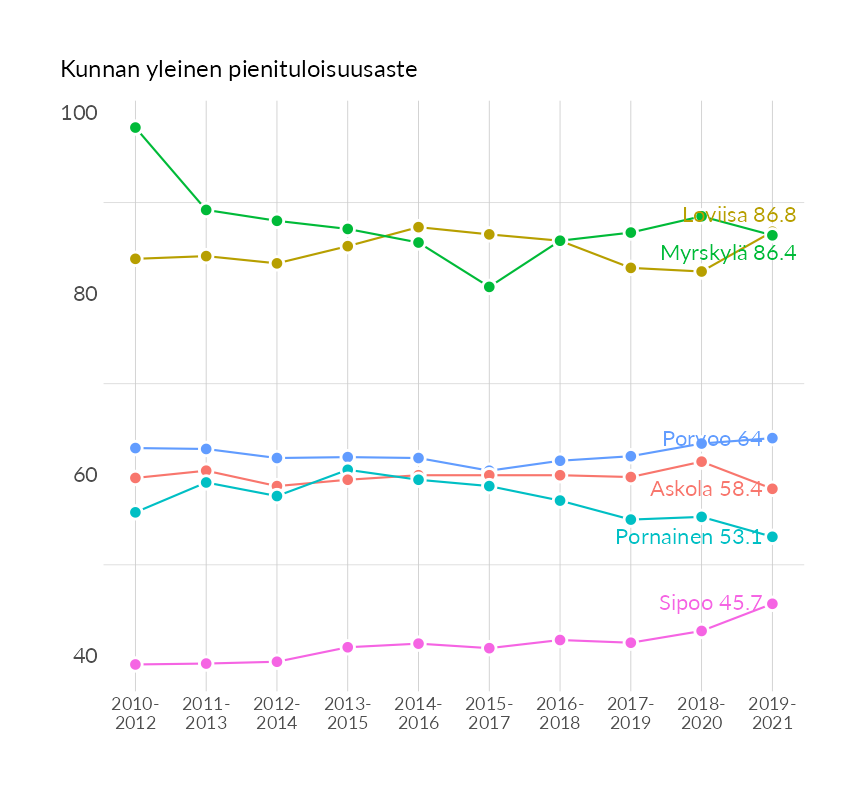 Kunnan yleinen pienituloisuusaste
100
80
60
40
Loviisa 86.8
Myrskylä 86.4
Porvoo 64
Askola 58.4
Pornainen 53.1
Sipoo 45.7
2010- 2011- 2012- 2013- 2014- 2015- 2016- 2017- 2018- 2019-
2012 2013 2014 2015 2016 2017 2018 2019 2020 2021